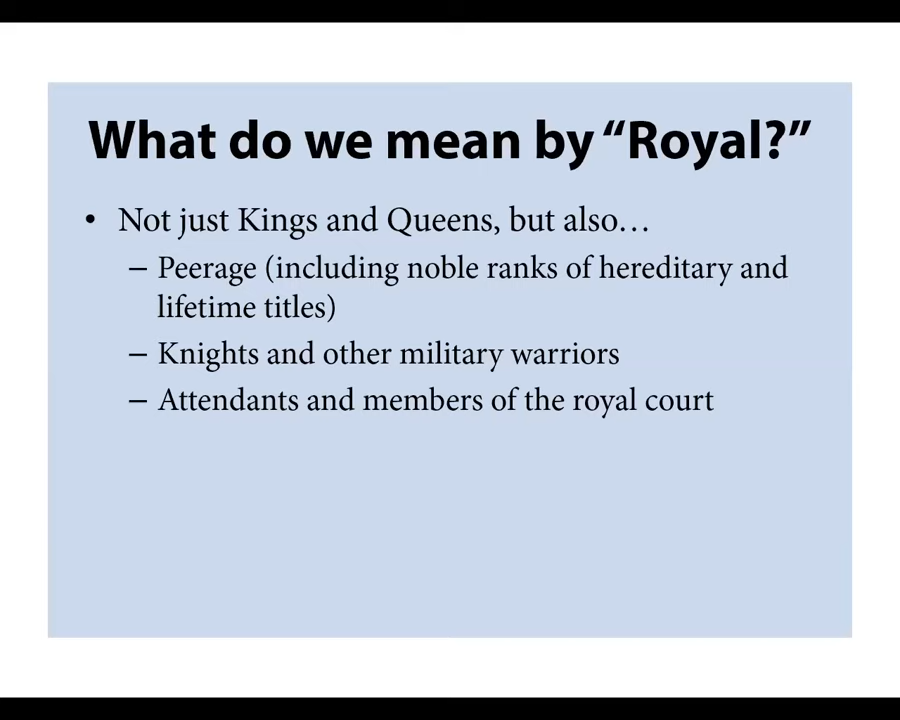 What do we mean by “Royal?”
• Not just Kings and Queens, but also…
– Peerage (including noble ranks of hereditary and
lifetime titles)
– Knights and other military warriors
– Attendants and members of the royal court